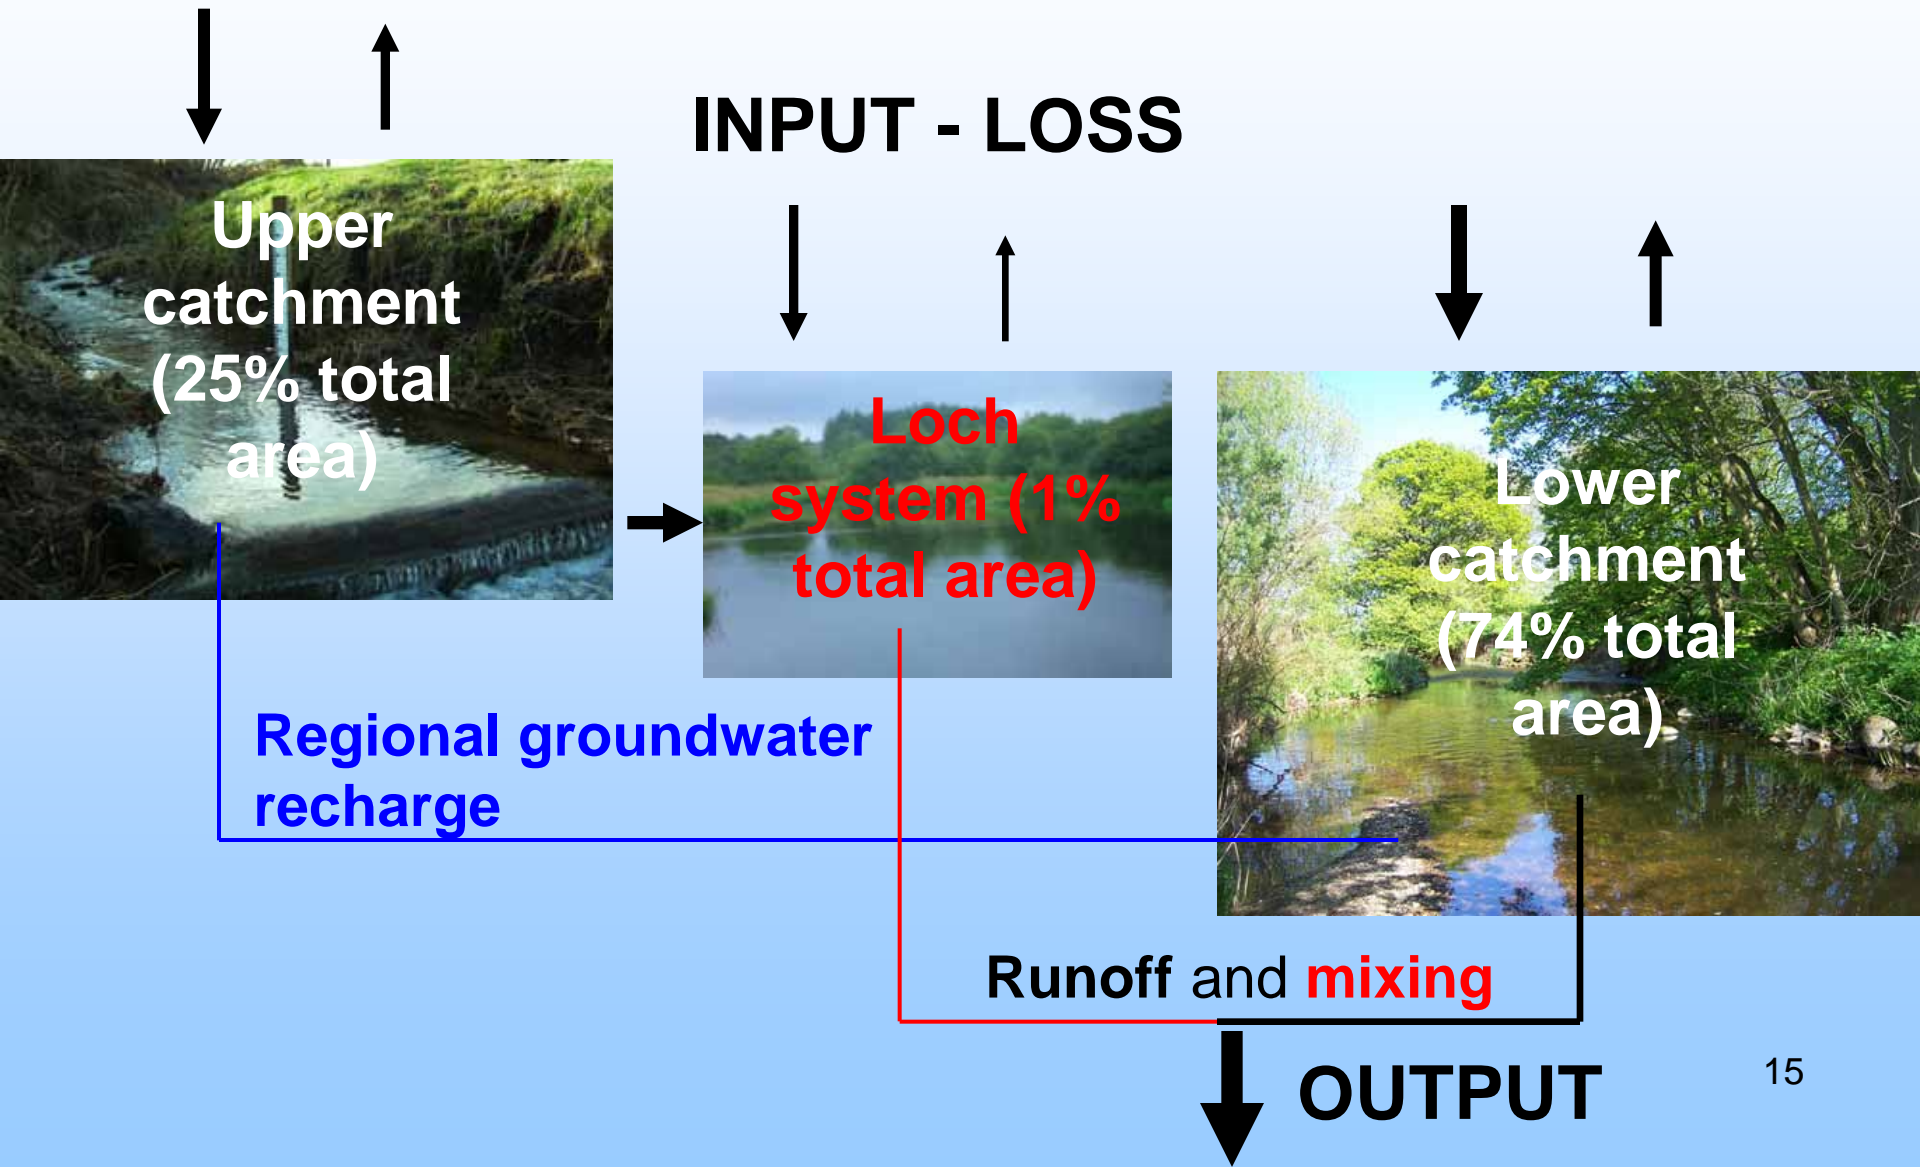 INPUT - LOSS
Upper
catchment
(25% total
area)
Loch
system (1%
total area)
Lower
catchment
(74% total
area)
Regional groundwater
recharge
Runoff and mixing
OUTPUT
15